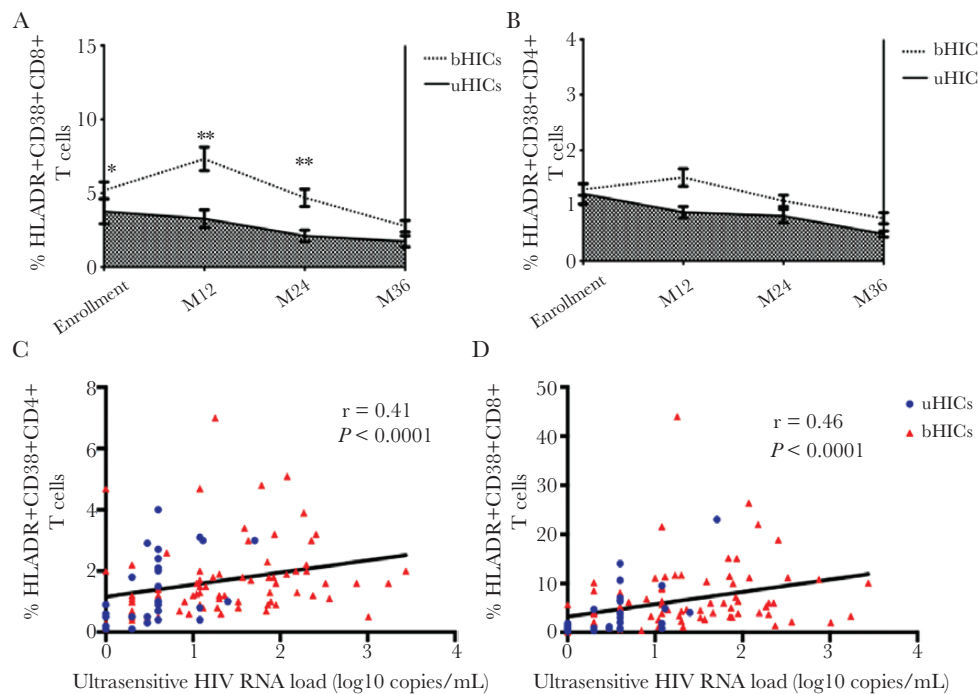 A
% HLADR+CD38+CD8+
T cells
15
10
5
0
*
**
**
bHICs
uHICs
Enrollment
M12
M24
M36
B
% HLADR+CD38+CD4+
T cells
4
3
2
1
0
bHIC
uHIC
Enrollment
M12
M24
M36
C
% HLADR+CD38+CD4+
T cells
8
6
4
2
0
r = 0.41
P < 0.0001
0
1
2
3
4
Ultrasensitive HIV RNA load (log10 copies/mL)
D
% HLADR+CD38+CD8+
T cells
50
40
30
20
10
0
r = 0.46
P < 0.0001
uHICs
bHICs
0
1
2
3
4
Ultrasensitive HIV RNA load (log10 copies/mL)